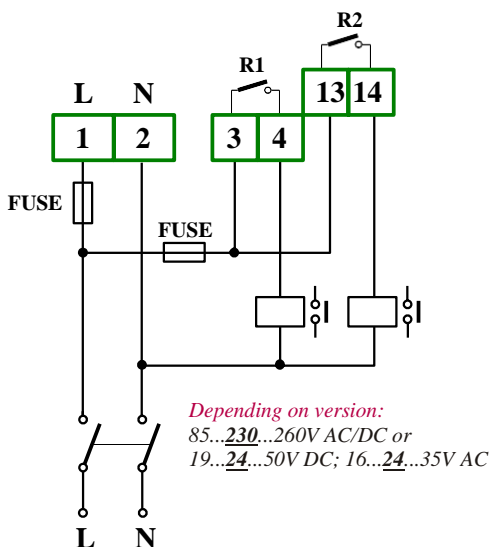 R2
R1
L N
13 14
1 2 3 4
FUSE
FUSE
Depending on version:
85...230...260V AC/DC or
19...24...50V DC; 16...24...35V AC
L N